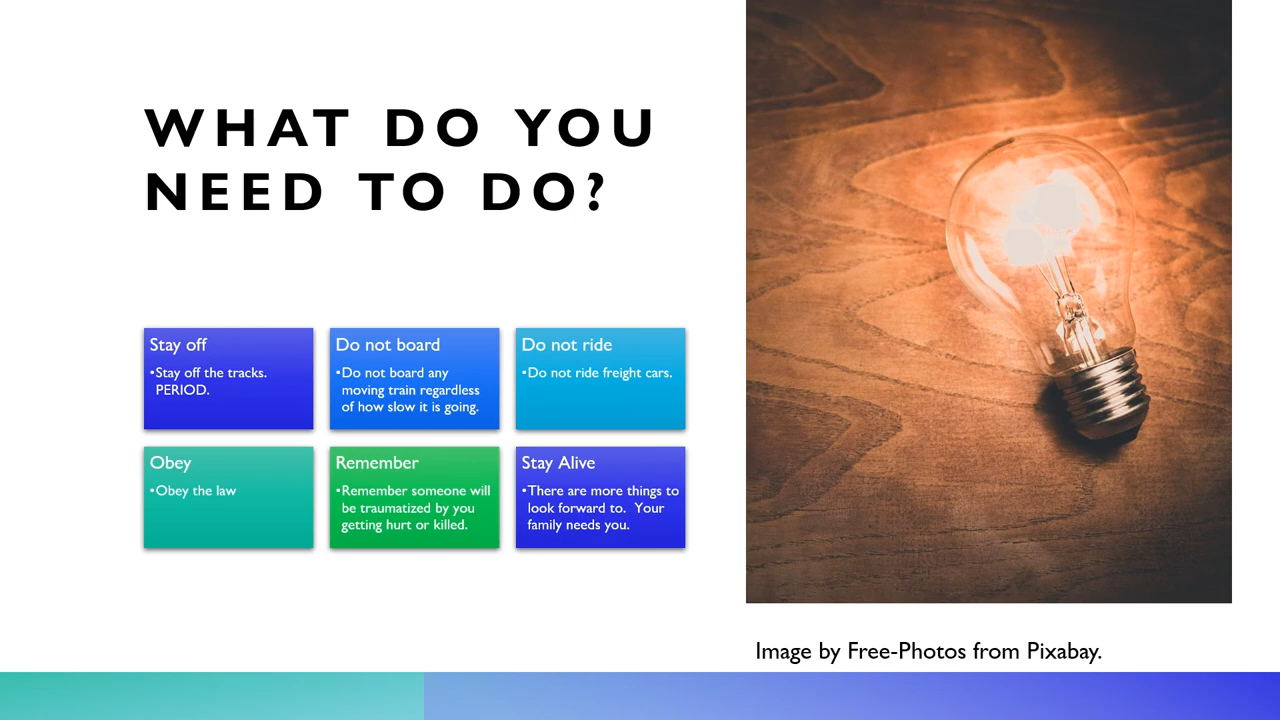 WHAT DO YOU
NEED TO DO?
Stay off
•Stay off the tracks.
PERIOD.
Do not board
•Do not board any
moving train regardless
of how slow it is going.
Do not ride
•Do not ride freight cars.
Obey
•Obey the law
Remember
•Remember someone will
be traumatized by you
getting hurt or killed.
Stay Alive
•There are more things to
look forward to.  Your
family needs you.
Image by Free-Photos from Pixabay.